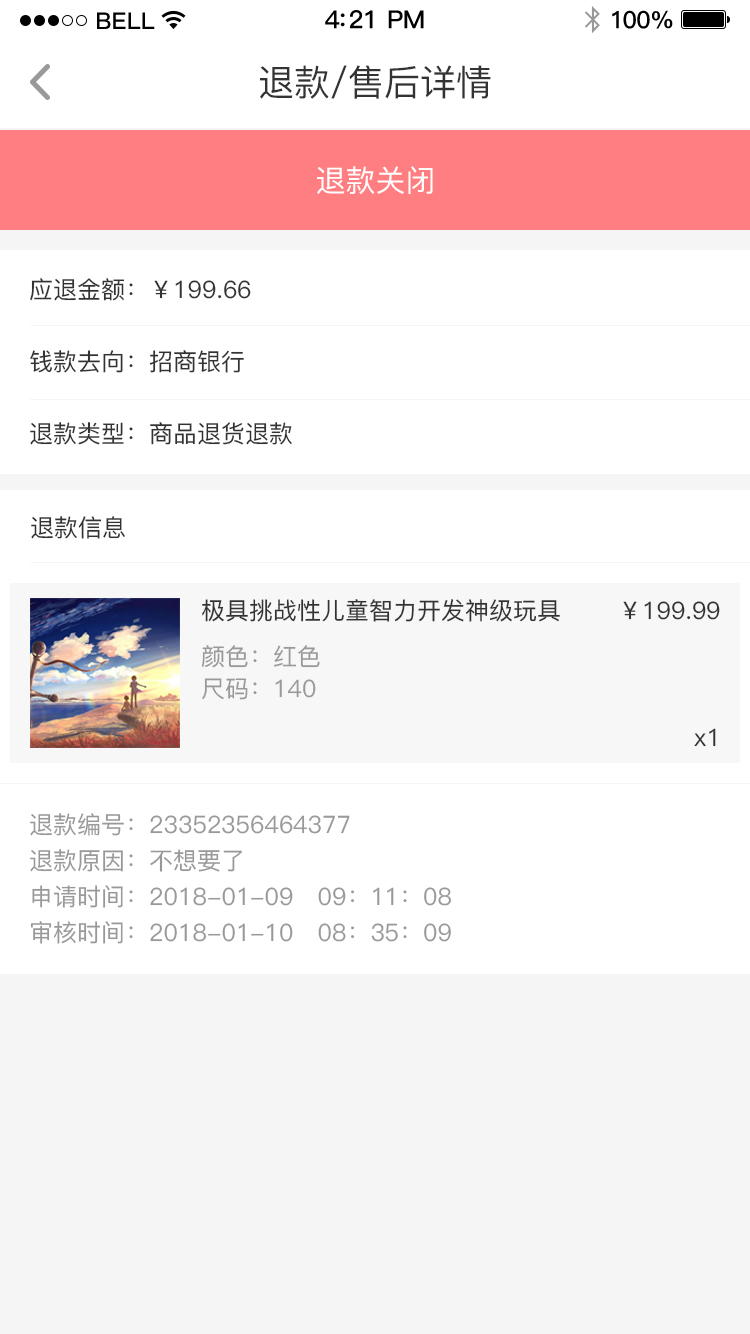 BELL 4:21 PM 100%
退款/售后详情
退款关闭
应退金额：￥199.66
钱款去向：招商银行
退款类型：商品退货退款
退款信息
极具挑战性儿童智力开发神级玩具 ￥199.99
颜色：红色
尺码：140
x1
退款编号：23352356464377
退款原因：不想要了
申请时间：2018-01-09 09：11：08
审核时间：2018-01-10 08：35：09